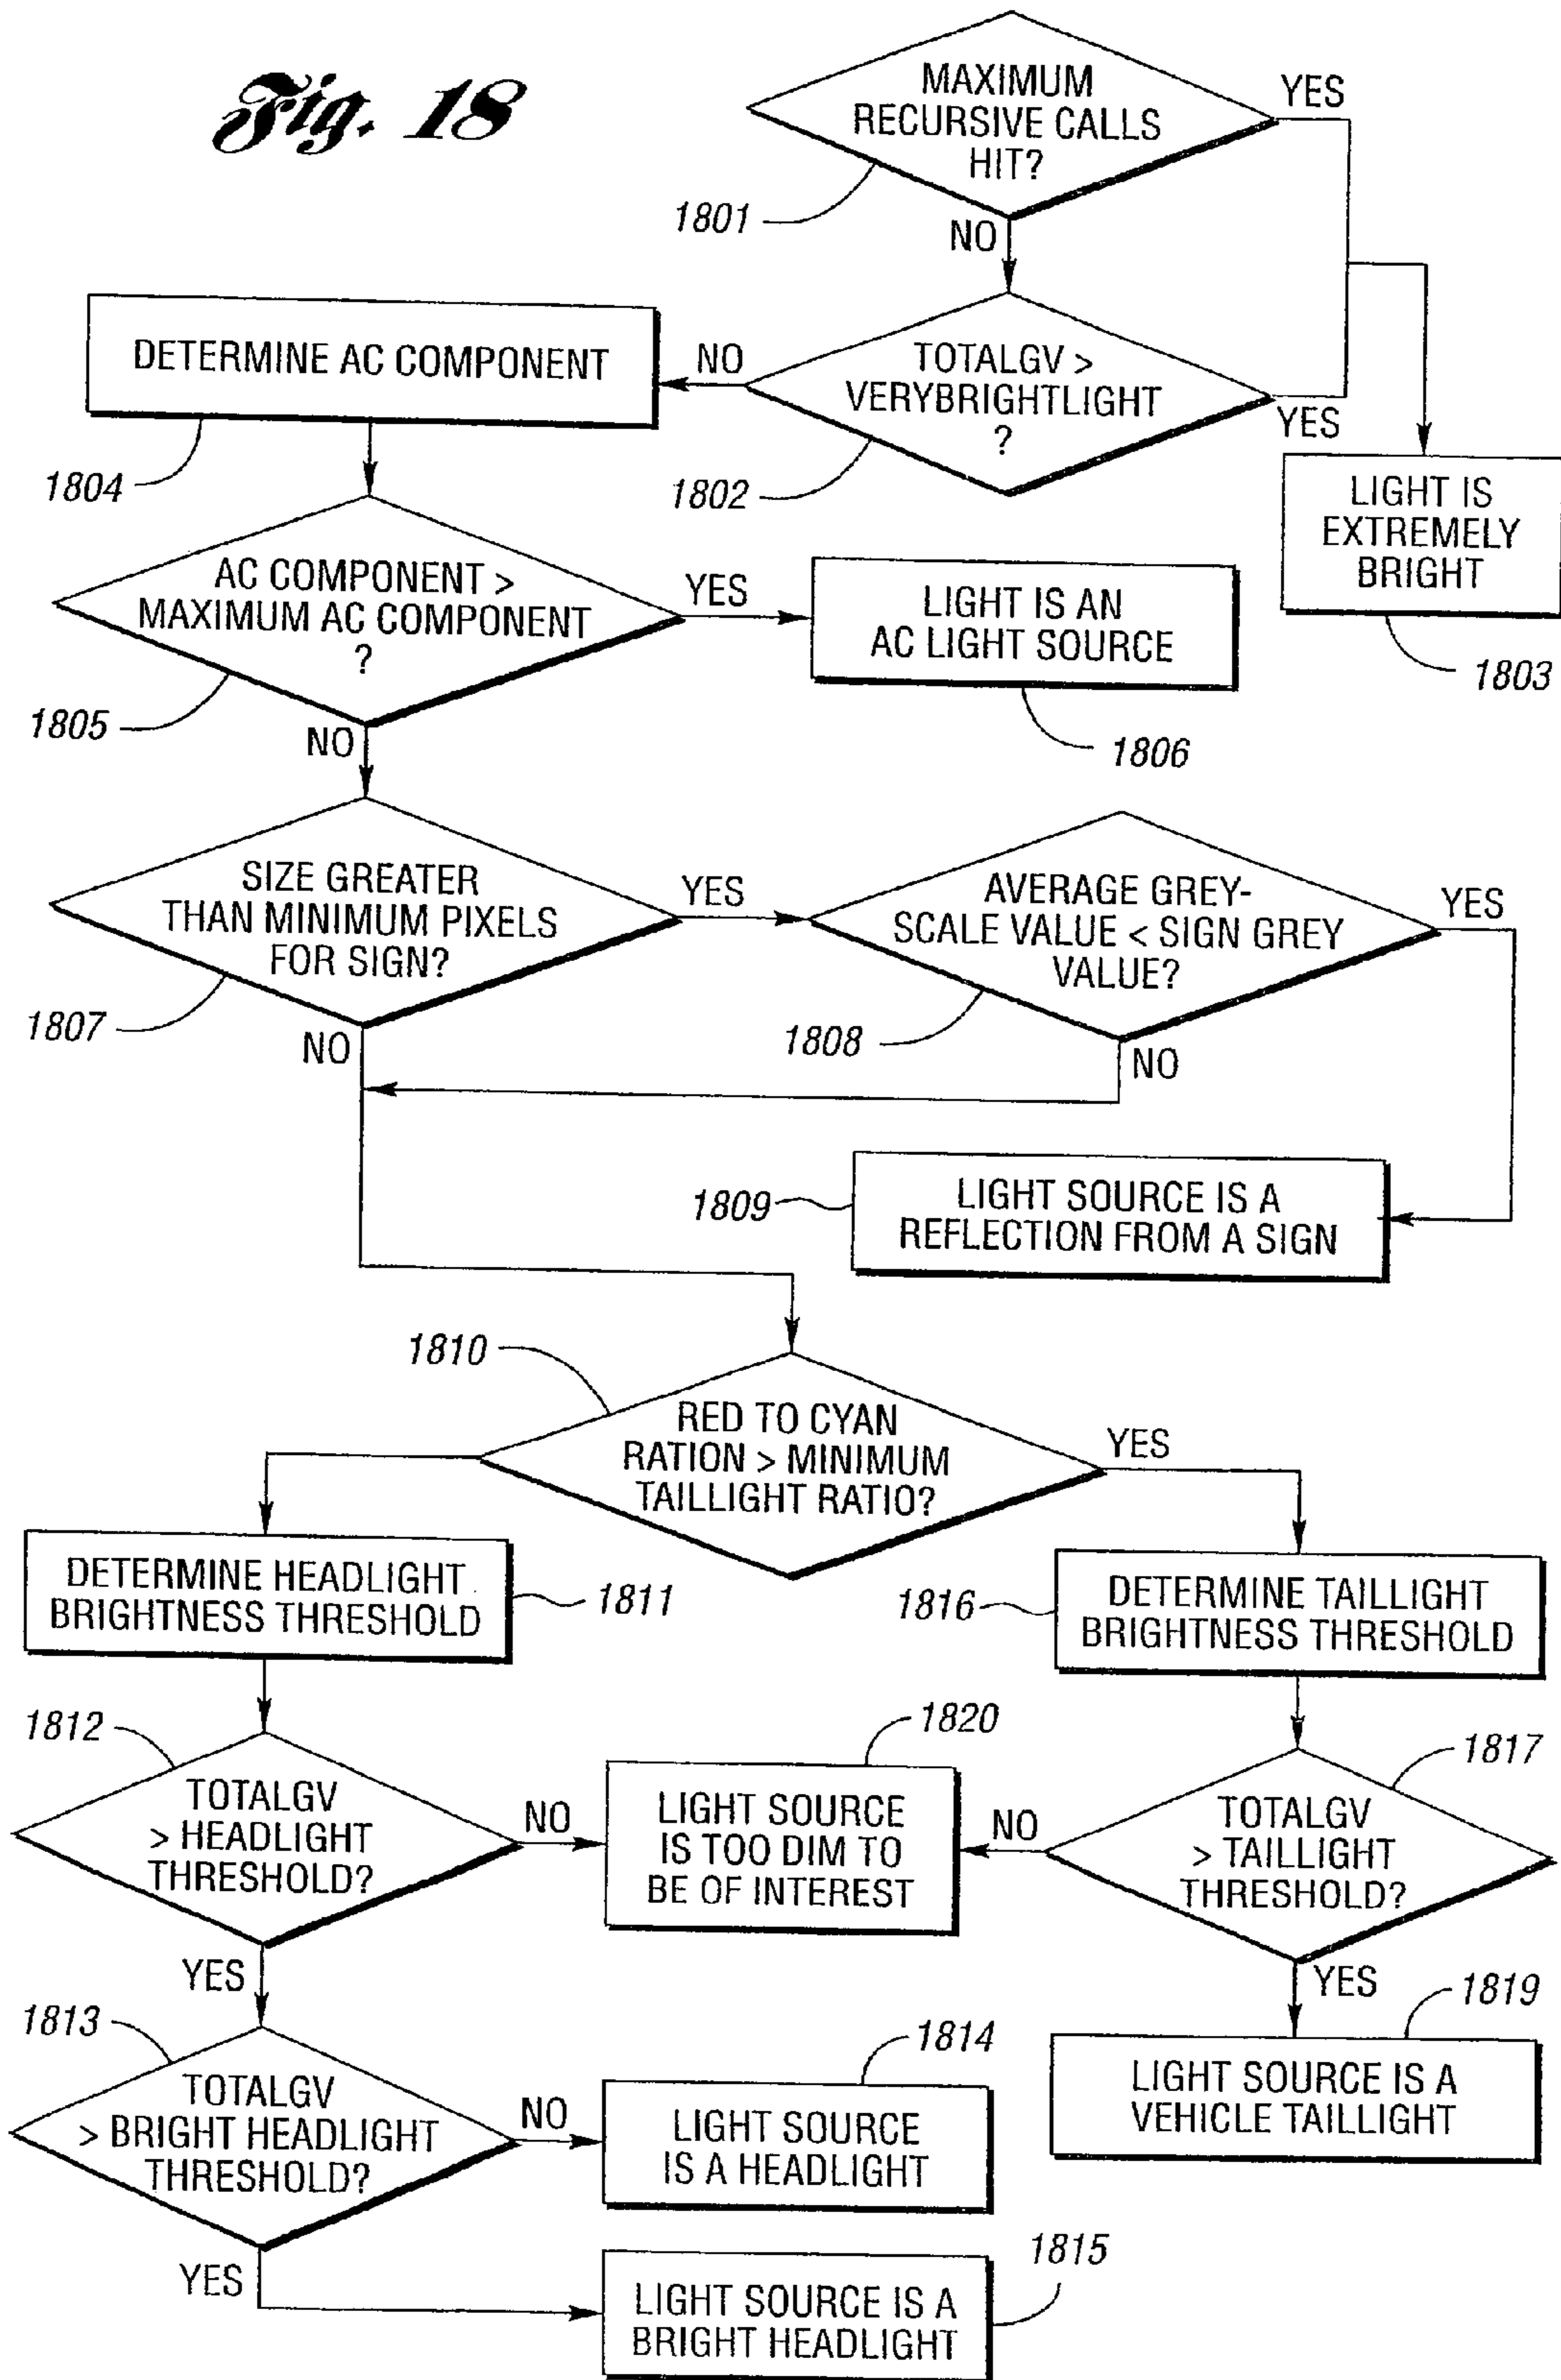 Fig. 18
MAXIMUM
RECURSIVE CALLS
HIT?
YES
1801
NO
DETERMINE AC COMPONENT
NO
TOTALGV >
VERYBRIGHTLIGHT
?
YES
1804
1802
LIGHT IS
EXTREMELY
BRIGHT
1803
AC COMPONENT >
MAXIMUM AC COMPONENT
?
YES
LIGHT IS AN
AC LIGHT SOURCE
1805
NO
1806
SIZE GREATER
THAN MINIMUM PIXELS
FOR SIGN?
YES
AVERAGE GREY-
SCALE VALUE < SIGN GREY
VALUE?
YES
1807
NO
1808
NO
1809
LIGHT SOURCE IS A
REFLECTION FROM A SIGN
1810
RED TO CYAN
RATION > MINIMUM
TAILLIGHT RATIO?
YES
DETERMINE HEADLIGHT
BRIGHTNESS THRESHOLD
1811
1816
DETERMINE TAILLIGHT
BRIGHTNESS THRESHOLD
1812
1820
1817
TOTALGV
> HEADLIGHT
THRESHOLD?
NO
LIGHT SOURCE
IS TOO DIM TO
BE OF INTEREST
NO
TOTALGV
> TAILLIGHT
THRESHOLD?
YES
YES
1813
1814
1819
TOTALGV
> BRIGHT HEADLIGHT
THRESHOLD?
NO
LIGHT SOURCE
IS A HEADLIGHT
LIGHT SOURCE IS A
VEHICLE TAILLIGHT
YES
1815
LIGHT SOURCE IS A
BRIGHT HEADLIGHT